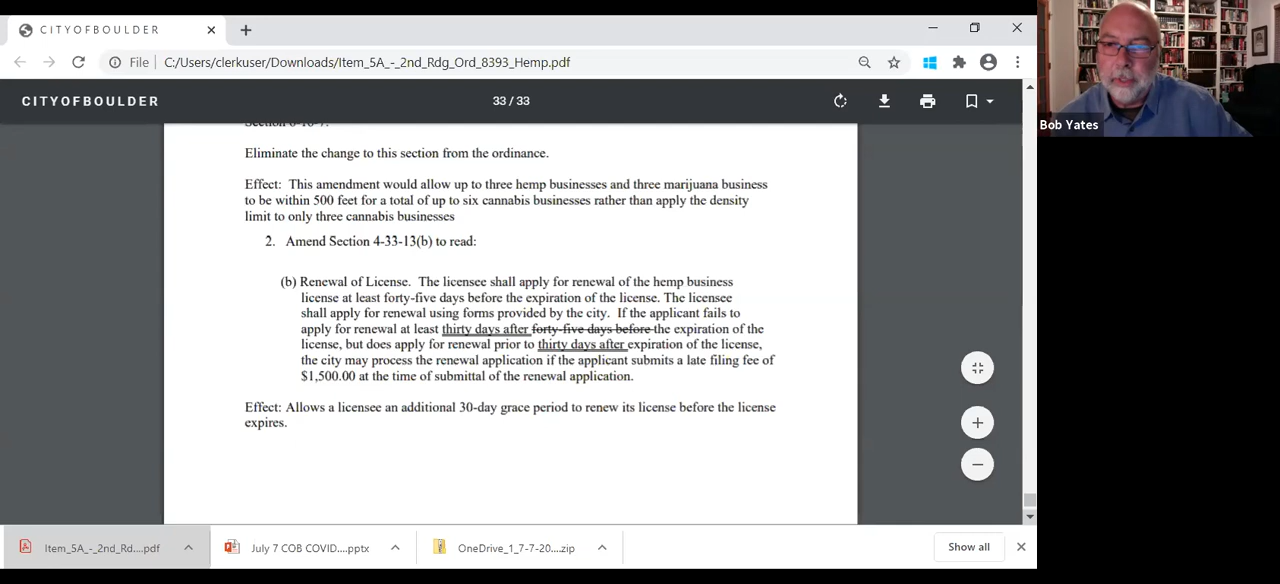 CITYOFBOULDER
File
C:/Users/clerkuser/Downloads/Item_5A_-_2nd_Rdg_Ord_8393_Hemp.pdf
CITYOFBOULDER
33 / 33
Bob Yates
Eliminate the change to this section from the ordinance.
Effect: This amendment would allow up to three hemp businesses and three marijuana business
to be within 500 feet for a total of up to six cannabis businesses rather than apply the density
limit to only three cannabis businesses
2. Amend Section 4-33-13(b) to read:
(b) Renewal of License. The licensee shall apply for renewal of the hemp business
license at least forty-five days before the expiration of the license. The licensee
shall apply for renewal using forms provided by the city. If the applicant fails to
apply for renewal at least thirty days after forty-five days before the expiration of the
license, but does apply for renewal prior to thirty days after expiration of the license,
the city may process the renewal application if the applicant submits a late filing fee of
$1,500.00 at the time of submittal of the renewal application.
Effect: Allows a licensee an additional 30-day grace period to renew its license before the license
expires.
Item_5A_-_2nd_Rd....pdf
July 7 COB COVID....pptx
OneDrive_1_7-7-20...zip
Show all